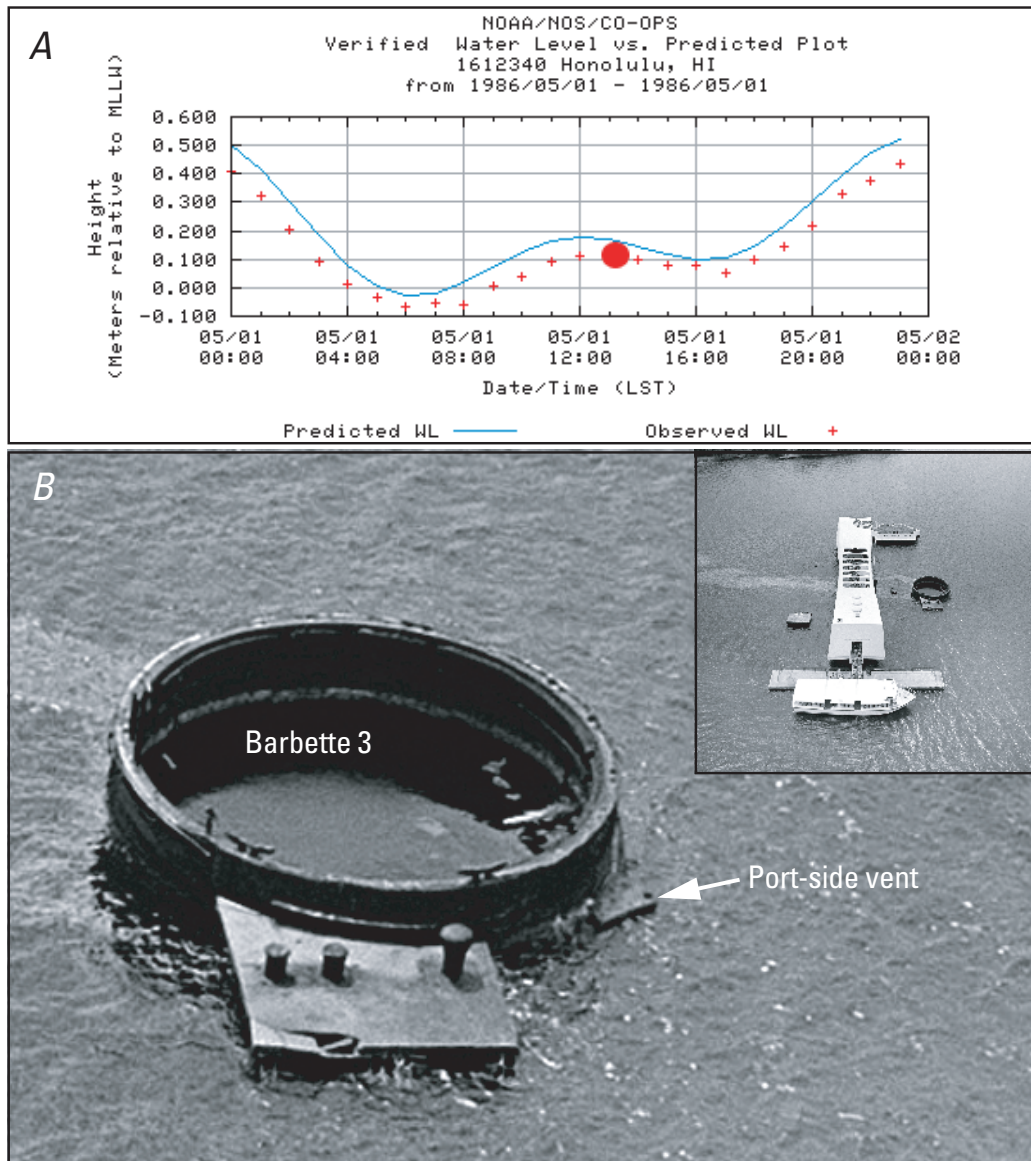 A
NOAA/NOS/CO-OPS
Verified Water Level vs. Predicted Plot
1612340 Honolulu, HI
from 1986/05/01 - 1986/05/01
Height
(Meters relative to MLLW)
0.600
0.500
0.400
0.300
0.200
0.100
0.000
-0.100
05/01 05/01 05/01 05/01 05/01 05/01 05/02
00:00 04:00 08:00 12:00 16:00 20:00 00:00
Date/Time (LST)
Predicted WL Observed WL
B
Barbette 3
Port-side vent